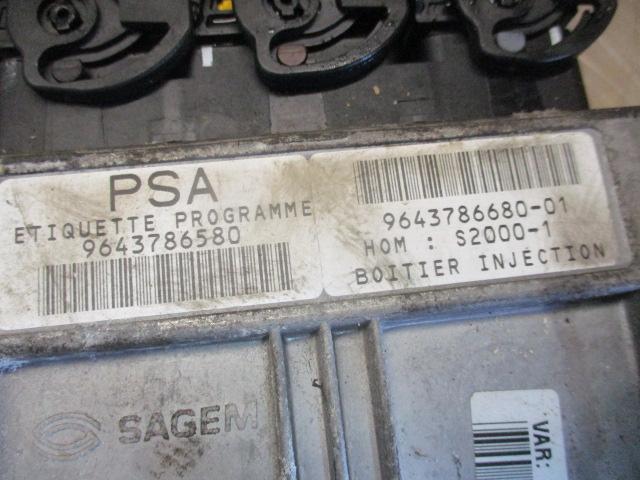 PSA
ETIQUETTE PROGRAMME
9643786580
9643786680-01
HOM : S2000-1
BOITIER INJECTION
SAGEM
VAR: